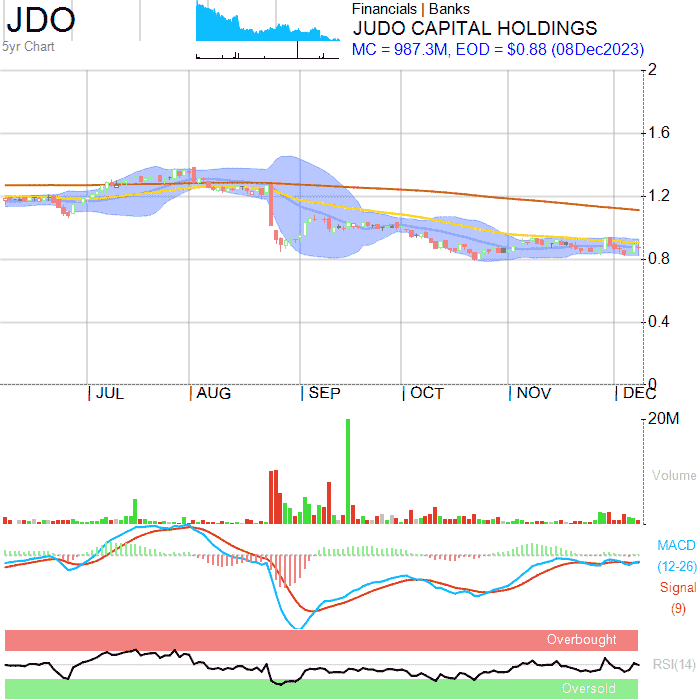 JDO
5yr Chart
Financials | Banks
JUDO CAPITAL HOLDINGS
MC = 987.3M, EOD = $0.88 (08Dec2023)
2
1.6
1.2
0.8
0.4
0
JUL AUG SEP OCT NOV DEC
20M
Volume
MACD
(12-26)
Signal
(9)
Overbought
RSI(14)
Oversold